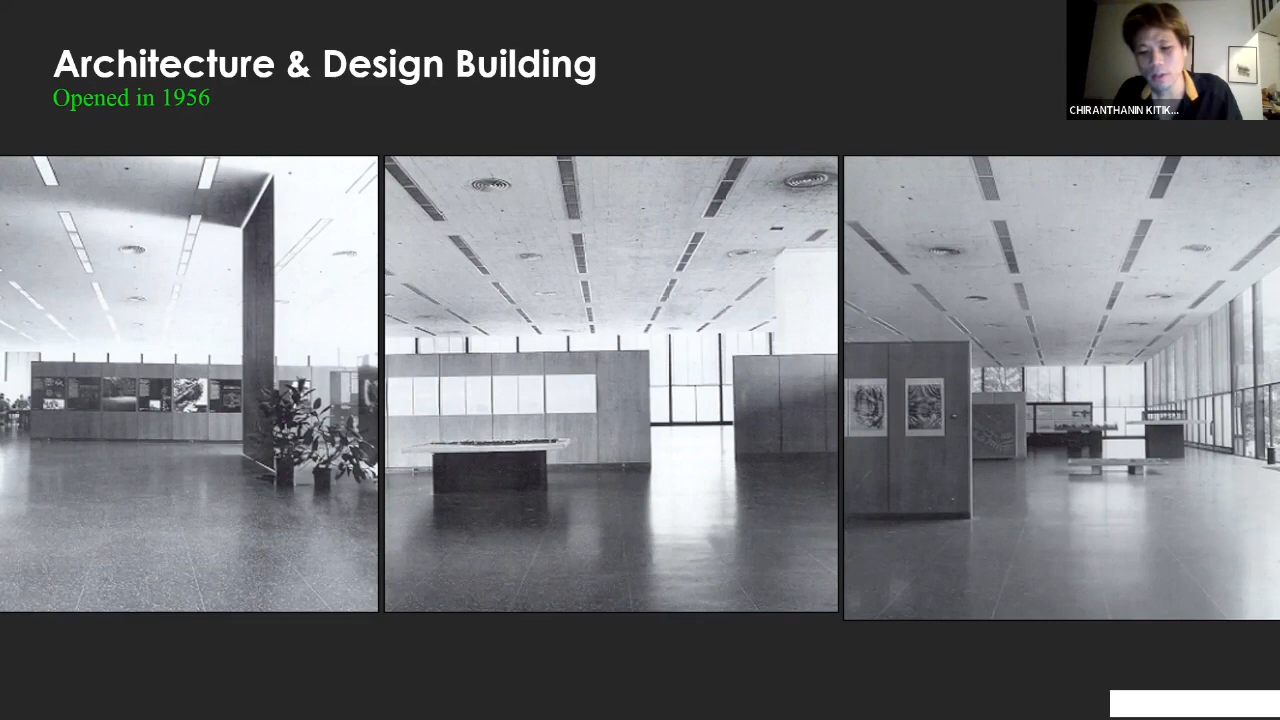 Architecture & Design Building
Opened in 1956
CHIRANTHANIN KITIK...